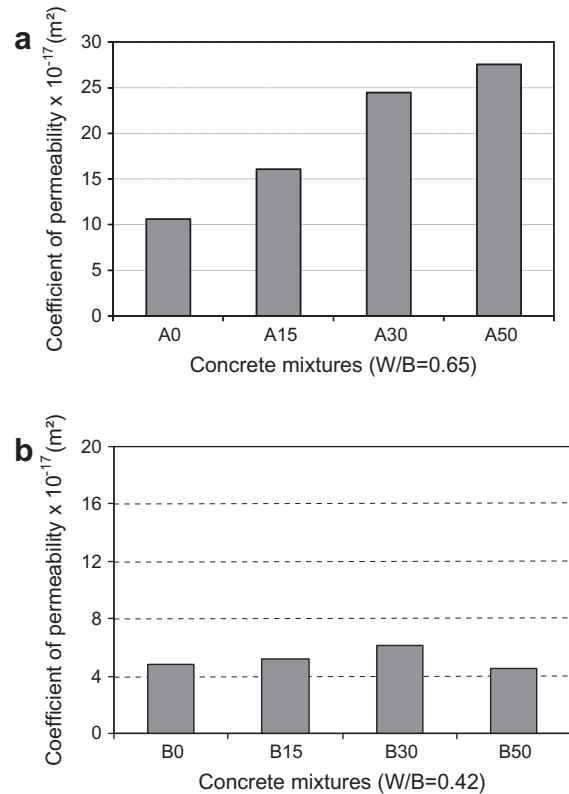 a
Coefficient of permeability x 10⁻¹⁷ (m²)
30
25
20
15
10
5
0
A0 A15 A30 A50
Concrete mixtures (W/B=0.65)
b
Coefficient of permeability x 10⁻¹⁷ (m²)
20
16
12
8
4
0
B0 B15 B30 B50
Concrete mixtures (W/B=0.42)